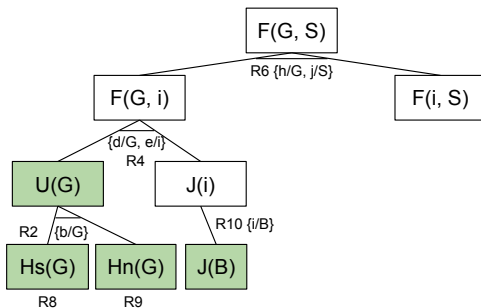 F(G, S)
R6 {h/G, j/S}
F(G, i)
F(i, S)
{d/G, e/i}
R4
U(G)
J(i)
R2
{b/G}
R10 {i/B}
Hs(G)
Hn(G)
J(B)
R8
R9